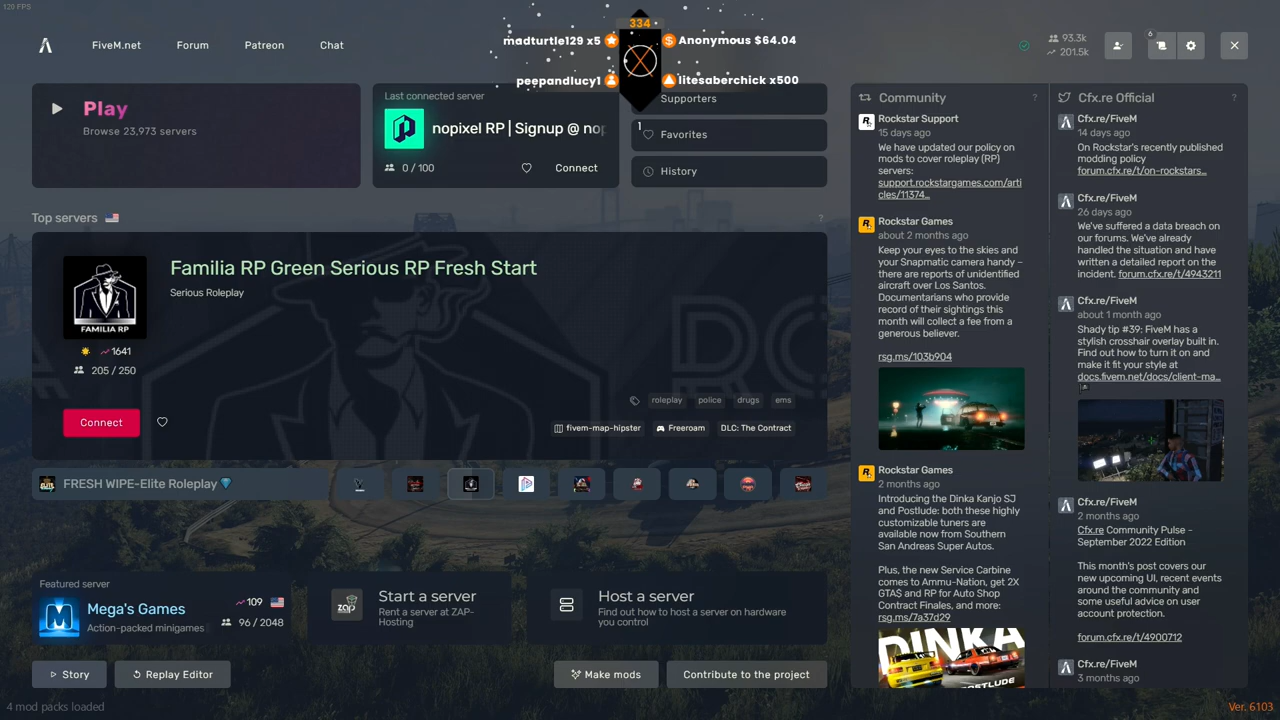 120 FPS
FiveM.net
Forum
Patreon
Chat
334
madturtle129 x5
Anonymous $64.04
peepandlucy1
litesaberchick x500
93.3k
201.5k
6
Play
Browse 23,973 servers
Last connected server
nopixel RP | Signup @ nop
0 / 100
Connect
Supporters
1
Favorites
History
Top servers
?
Familia RP Green Serious RP Fresh Start
Serious Roleplay
FAMILIA RP
1641
205 / 250
Connect
roleplay
police
drugs
ems
fivem-map-hipster
Freeroam
DLC: The Contract
FRESH WIPE-Elite Roleplay
Featured server
Mega's Games
Action-packed minigames
109
96 / 2048
ZAP
Start a server
Rent a server at ZAP-
Hosting
Host a server
Find out how to host a server on hardware
you control
Story
Replay Editor
Make mods
Contribute to the project
4 mod packs loaded
Community
?
Rockstar Support
15 days ago
We have updated our policy on
mods to cover roleplay (RP)
servers:
support.rockstargames.com/arti
cles/11374…
Rockstar Games
about 2 months ago
Keep your eyes to the skies and
your Snapmatic camera handy –
there are reports of unidentified
aircraft over Los Santos.
Documentarians who provide
record of their sightings this
month will collect a fee from a
generous believer.
rsg.ms/103b904
Rockstar Games
2 months ago
Introducing the Dinka Kanjo SJ
and Postlude: both these highly
customizable tuners are
available now from Southern
San Andreas Super Autos.
Plus, the new Service Carbine
comes to Ammu-Nation, get 2X
GTA$ and RP for Auto Shop
Contract Finales, and more:
rsg.ms/7a37d29
DINKA
POSTLUDE
Cfx.re Official
?
Cfx.re/FiveM
14 days ago
On Rockstar's recently published
modding policy
forum.cfx.re/t/on-rockstars…
Cfx.re/FiveM
26 days ago
We've suffered a data breach on
our forums. We've already
handled the situation and have
written a detailed report on the
incident. forum.cfx.re/t/4943211
Cfx.re/FiveM
about 1 month ago
Shady tip #39: FiveM has a
stylish crosshair overlay built in.
Find out how to turn it on and
make it fit your style at
docs.fivem.net/docs/client-ma…
Cfx.re/FiveM
2 months ago
Cfx.re Community Pulse –
September 2022 Edition
This month's post covers our
new upcoming UI, recent events
around the community and
some useful advice on user
account protection.
forum.cfx.re/t/4900712
Cfx.re/FiveM
3 months ago
Ver. 6103